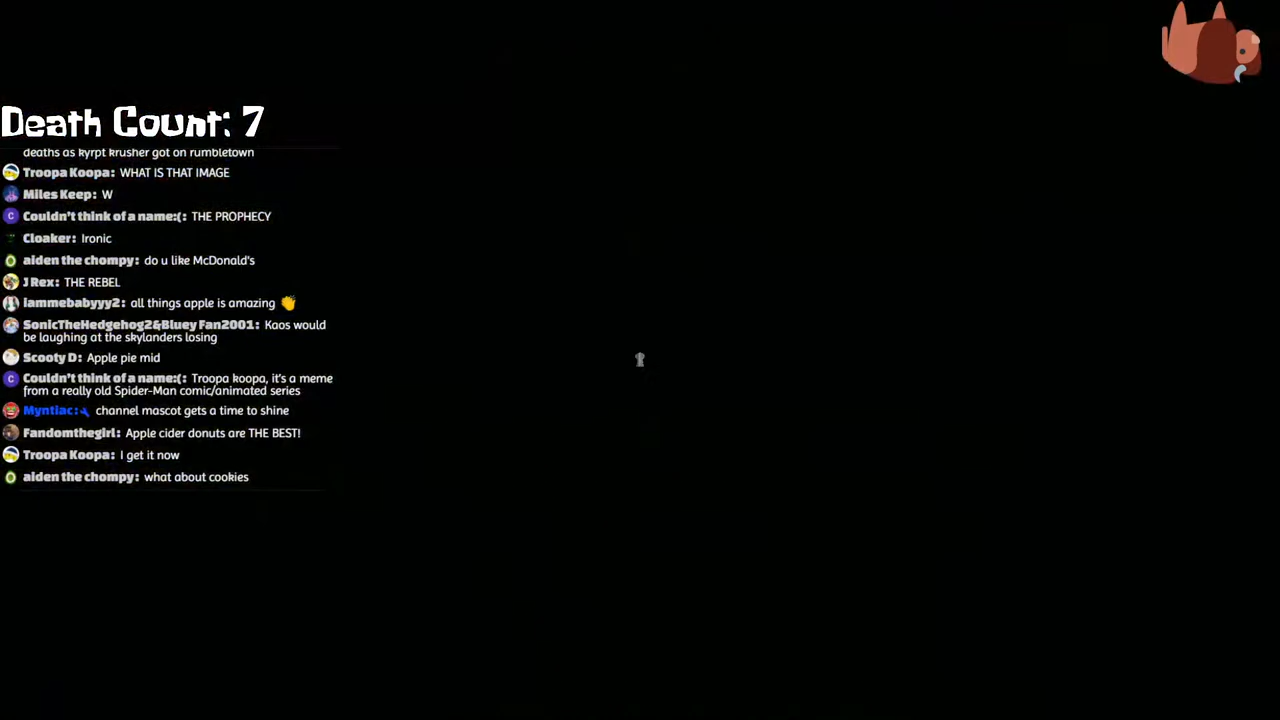 Death Count: 7
deaths as kyrpt krusher got on rumbletown
Troopa Koopa: WHAT IS THAT IMAGE
Miles Keep: W
C Couldn't think of a name:(: THE PROPHECY
Cloaker: Ironic
aiden the chompy: do u like McDonald's
J Rex: THE REBEL
Iammebabyyy2: all things apple is amazing 👏
SonicTheHedgehog2&Bluey Fan2001: Kaos would
be laughing at the skylanders losing
Scooty D: Apple pie mid
C Couldn't think of a name:(: Troopa koopa, it's a meme
from a really old Spider-Man comic/animated series
Myntiac: channel mascot gets a time to shine
Fandomthegirl: Apple cider donuts are THE BEST!
Troopa Koopa: I get it now
aiden the chompy: what about cookies